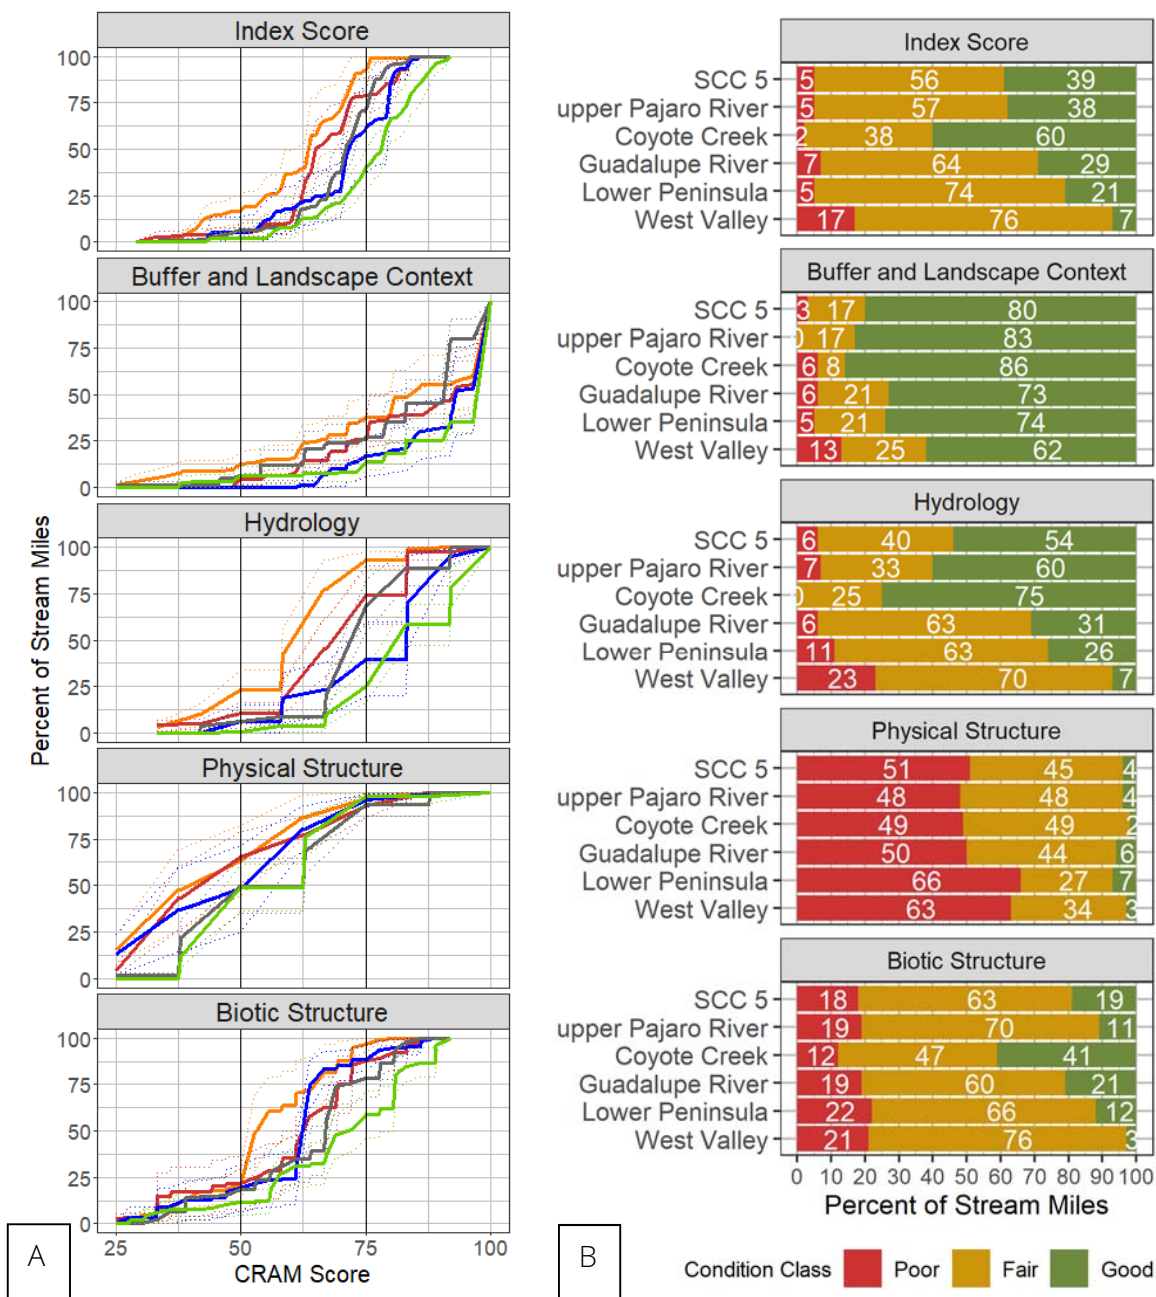 Index Score
100
75
50
25
0
Buffer and Landscape Context
100
75
50
25
0
Hydrology
100
75
50
25
0
Physical Structure
100
75
50
25
0
Biotic Structure
100
75
50
25
0
25 50 75 100
CRAM Score
Percent of Stream Miles
A
Index Score
SCC 5 5 56 39
upper Pajaro River 5 57 38
Coyote Creek 2 38 60
Guadalupe River 7 64 29
Lower Peninsula 5 74 21
West Valley 17 76 7
Buffer and Landscape Context
SCC 5 3 17 80
upper Pajaro River 0 17 83
Coyote Creek 6 8 86
Guadalupe River 6 21 73
Lower Peninsula 5 21 74
West Valley 13 25 62
Hydrology
SCC 5 6 40 54
upper Pajaro River 7 33 60
Coyote Creek 0 25 75
Guadalupe River 6 63 31
Lower Peninsula 11 63 26
West Valley 23 70 7
Physical Structure
SCC 5 51 45 4
upper Pajaro River 48 48 4
Coyote Creek 49 49 2
Guadalupe River 50 44 6
Lower Peninsula 66 27 7
West Valley 63 34 3
Biotic Structure
SCC 5 18 63 19
upper Pajaro River 19 70 11
Coyote Creek 12 47 41
Guadalupe River 19 60 21
Lower Peninsula 22 66 12
West Valley 21 76 3
0 10 20 30 40 50 60 70 80 90 100
Percent of Stream Miles
B
Condition Class Poor Fair Good